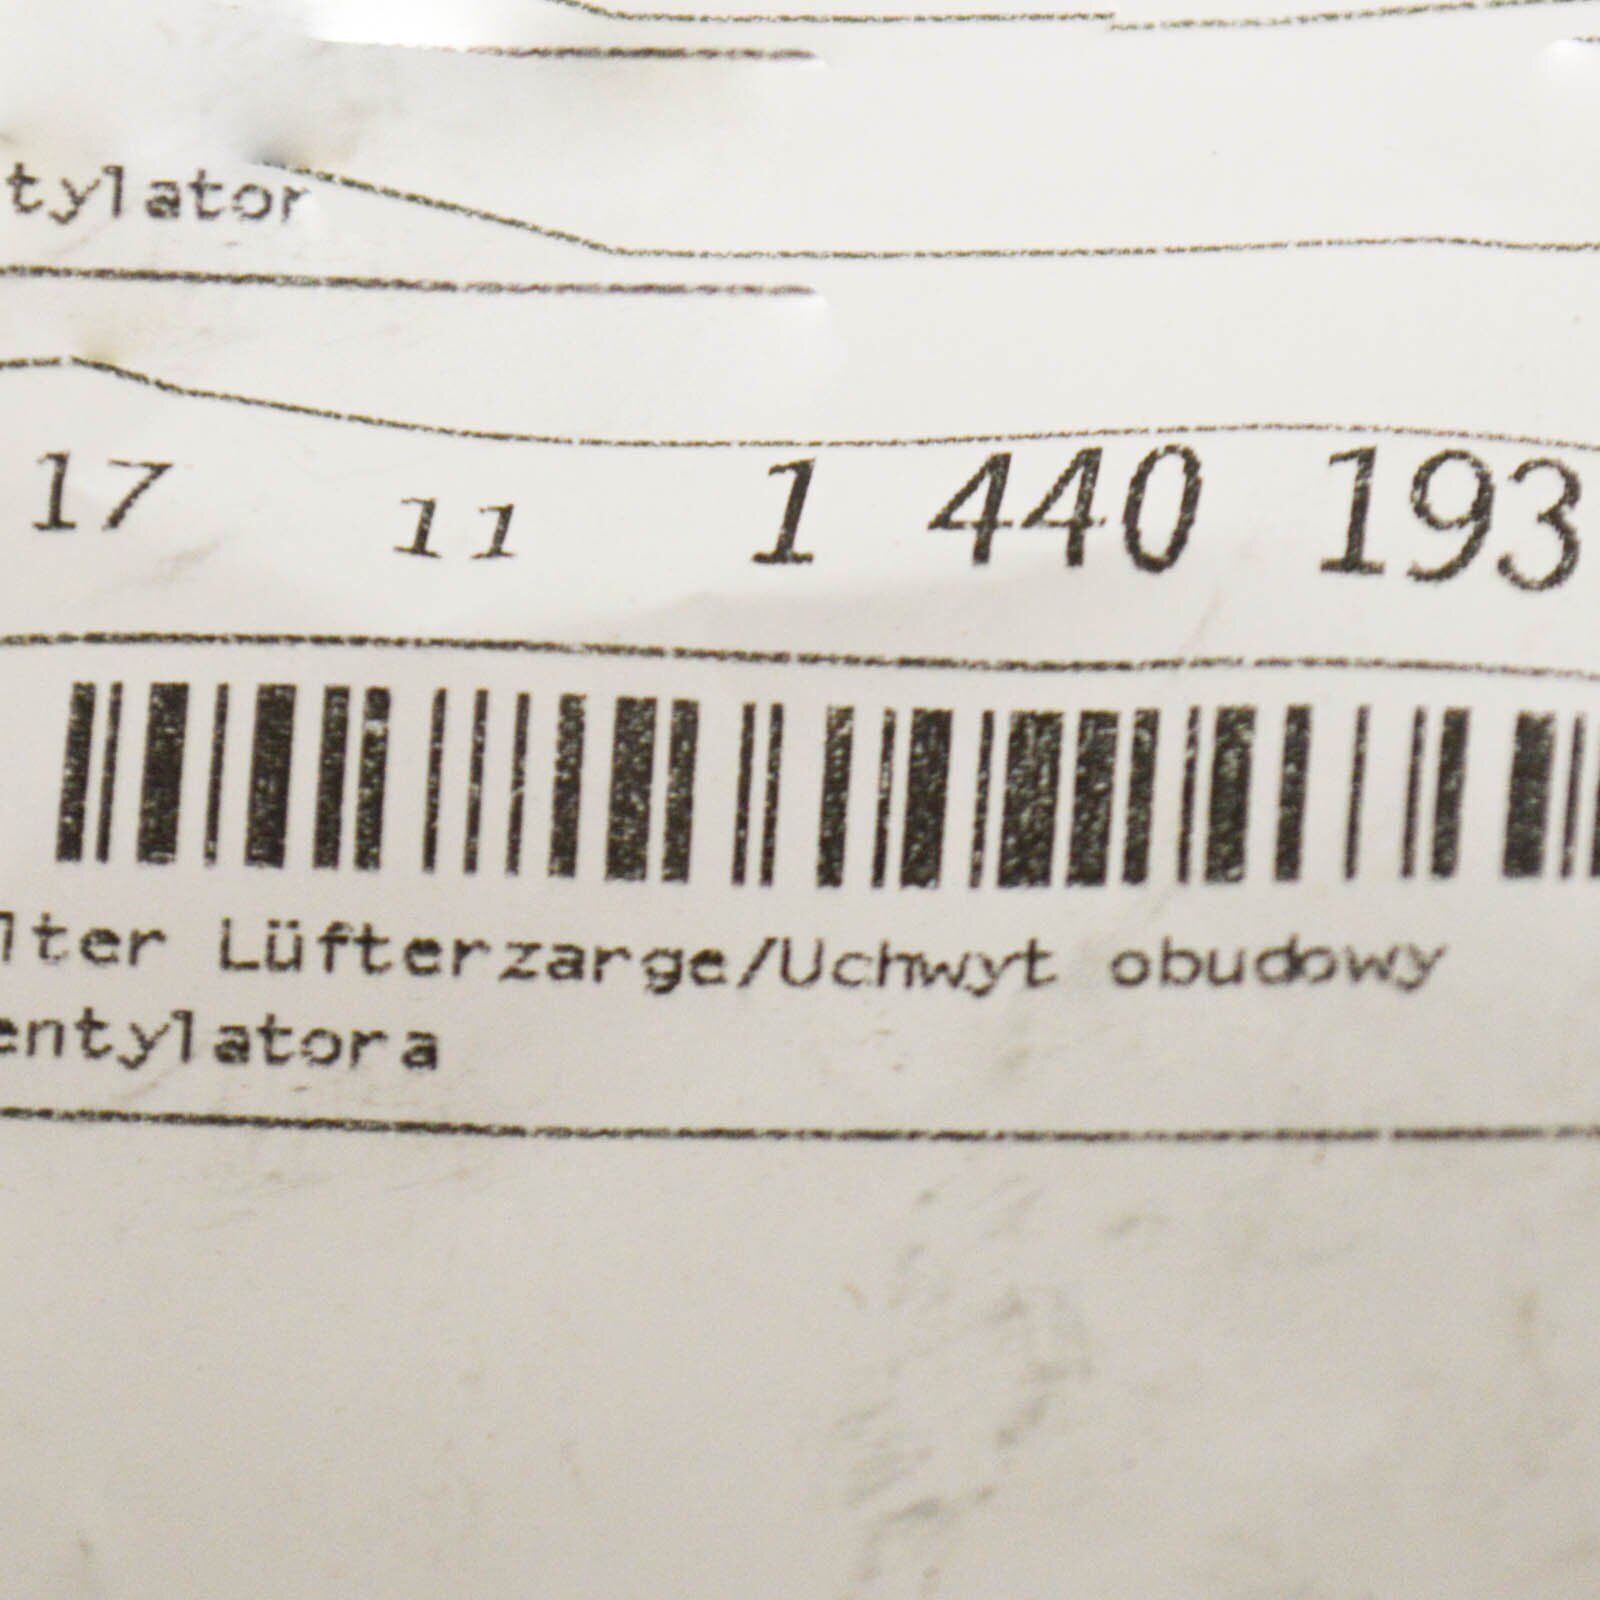 tylator
17 11 1 440 193
lter Lüfterzarge/Uchwyt obudowy
entylatora